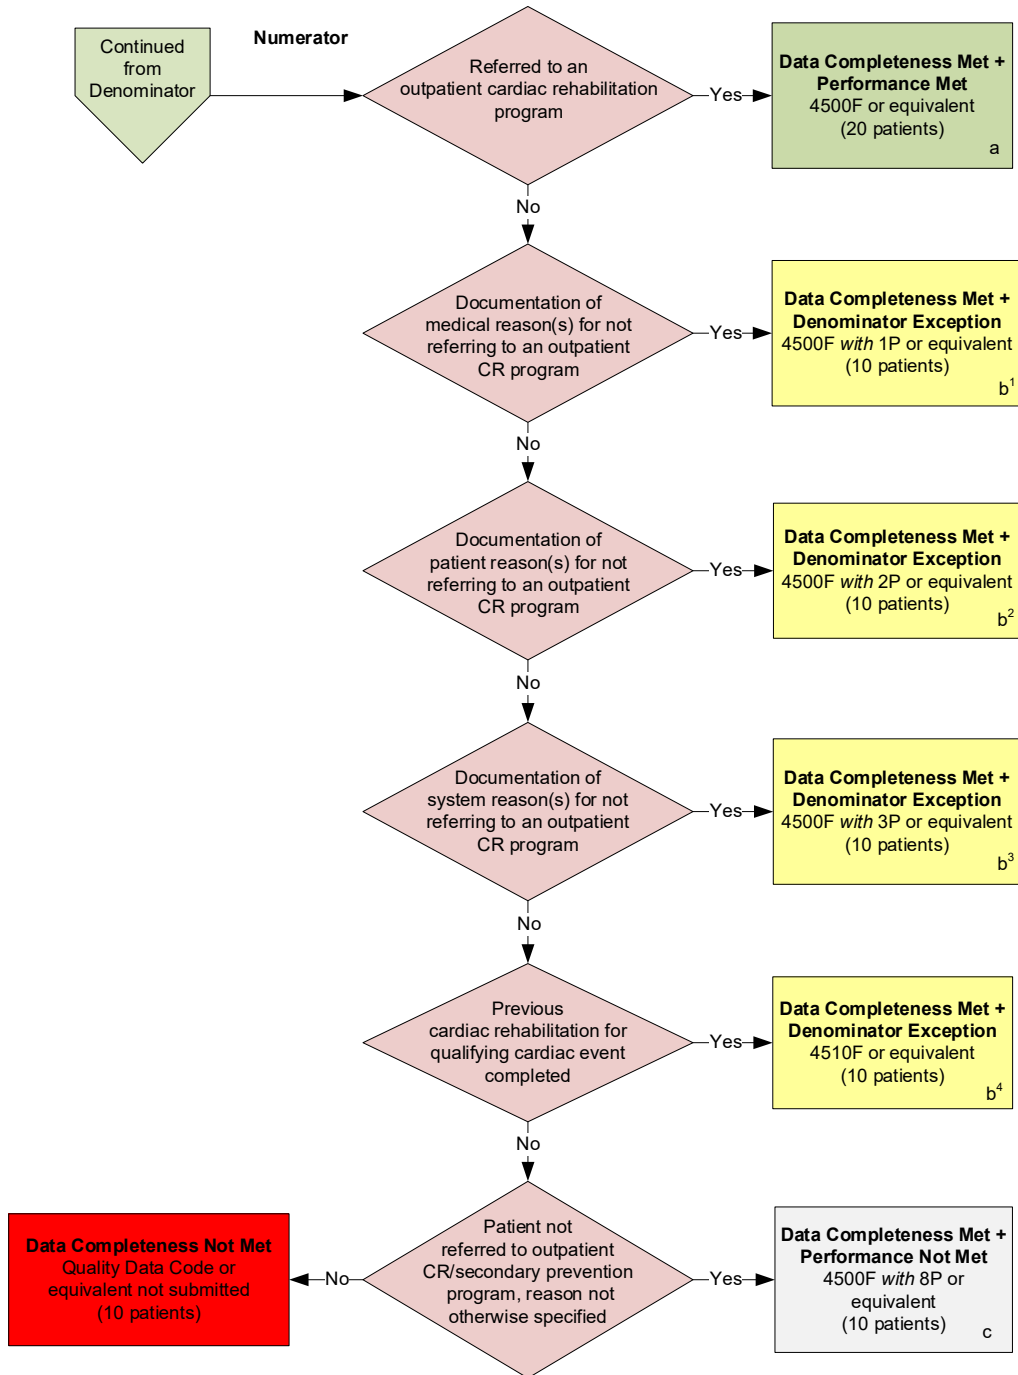 Continued
from
Denominator
Numerator
Referred to an
outpatient cardiac rehabilitation
program
Yes
Data Completeness Met +
Performance Met
4500F or equivalent
(20 patients)
a
No
Documentation of
medical reason(s) for not
referring to an outpatient
CR program
Yes
Data Completeness Met +
Denominator Exception
4500F with 1P or equivalent
(10 patients)
b¹
No
Documentation of
patient reason(s) for not
referring to an outpatient
CR program
Yes
Data Completeness Met +
Denominator Exception
4500F with 2P or equivalent
(10 patients)
b²
No
Documentation of
system reason(s) for not
referring to an outpatient
CR program
Yes
Data Completeness Met +
Denominator Exception
4500F with 3P or equivalent
(10 patients)
b³
No
Previous
cardiac rehabilitation for
qualifying cardiac event
completed
Yes
Data Completeness Met +
Denominator Exception
4510F or equivalent
(10 patients)
b⁴
No
Patient not
referred to outpatient
CR/secondary prevention
program, reason not
otherwise specified
No
Data Completeness Not Met
Quality Data Code or
equivalent not submitted
(10 patients)
Yes
Data Completeness Met +
Performance Not Met
4500F with 8P or
equivalent
(10 patients)
c